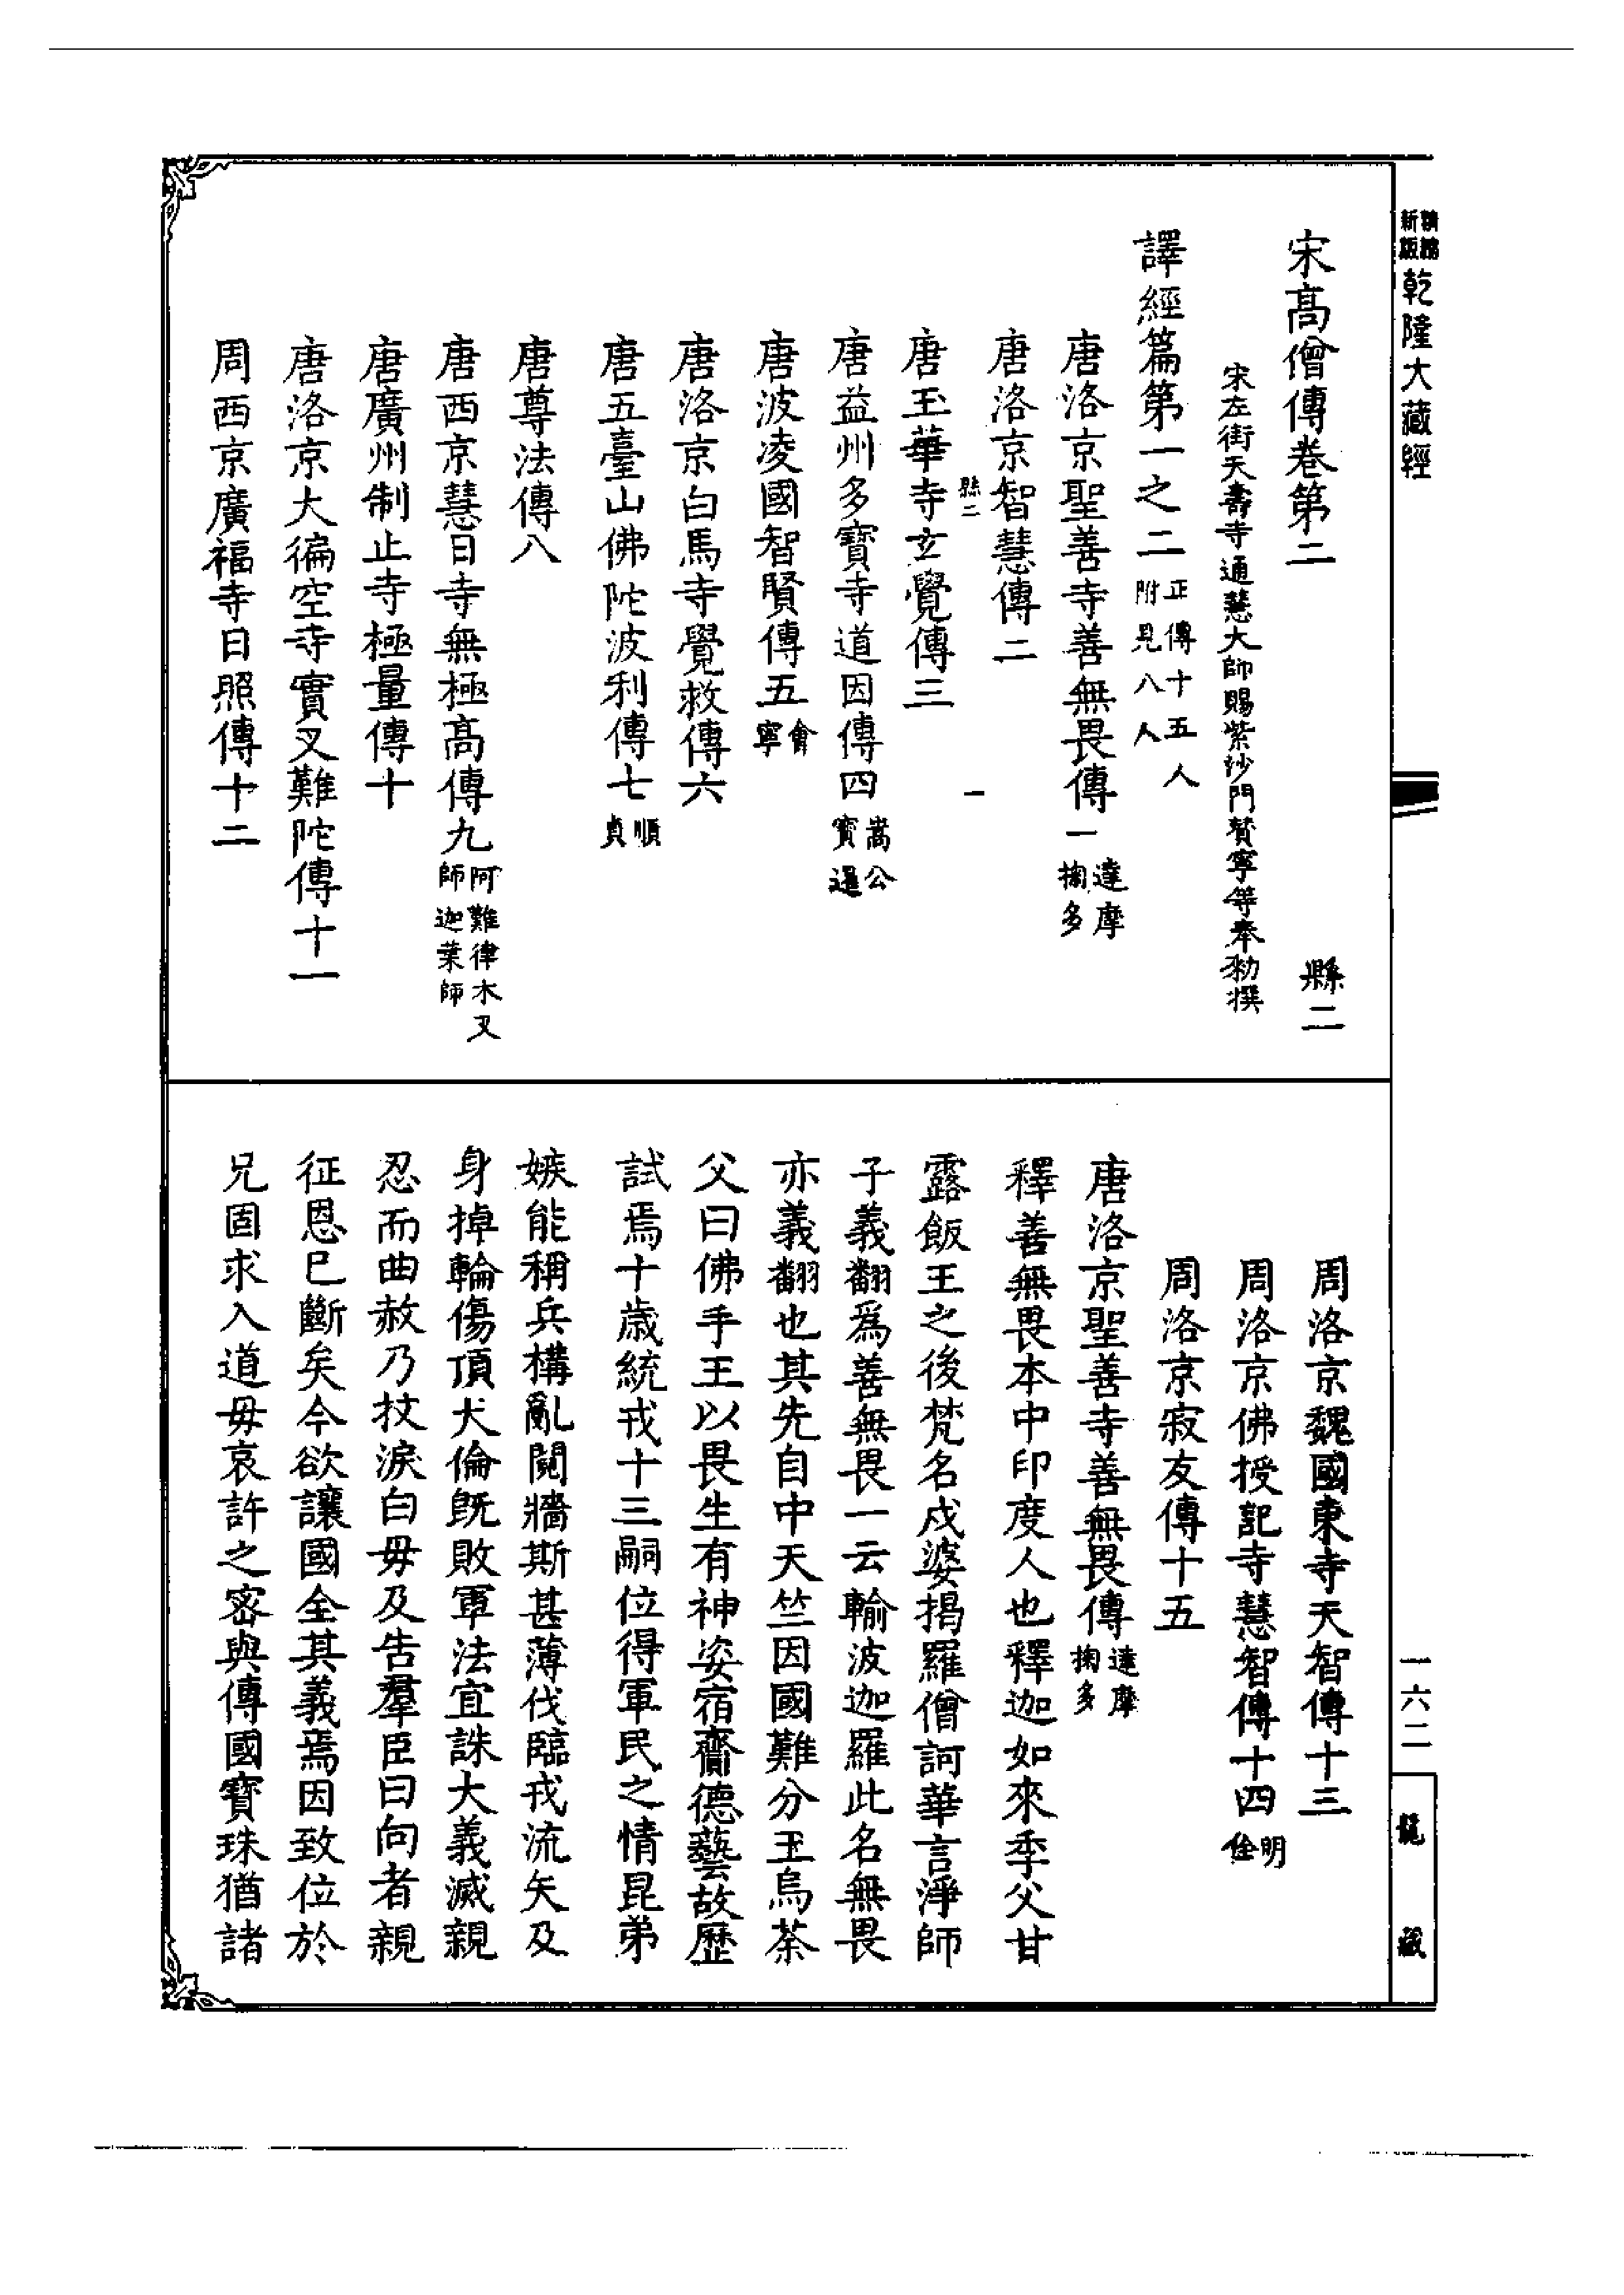 新版
乾隆大藏經
宋高僧傳卷第二 縣二
宋左街天壽寺通慧大師賜紫沙門贊寧等奉勑撰
譯經篇第一之二 正傳十五人 附見八人
唐洛京聖善寺善無畏傳一 達摩 掬多
唐洛京智慧傳二
縣二 一
唐玉華寺玄覺傳三
唐益州多寶寺道因傳四 嵩公 寳暹
唐波凌國智賢傳五 會寧
唐洛京白馬寺覺救傳六
唐五臺山佛陀波利傳七 順貞
唐尊法傳八
唐西京慧日寺無極高傳九 阿難律木叉 師迦葉師
唐廣州制止寺極量傳十
唐洛京大徧空寺實叉難陀傳十一
周西京廣福寺日照傳十二
周洛京魏國東寺天智傳十三
周洛京佛授記寺慧智傳十四 明佺
周洛京寂友傳十五
唐洛京聖善寺善無畏傳 達摩 掬多
釋善無畏本中印度人也釋迦如來季父甘
露飯王之後梵名戍婆揭羅僧訶華言淨師
子義翻爲善無畏一云輸波迦羅此名無畏
亦義翻也其先自中天竺因國難分王烏荼
父曰佛手王以畏生有神姿宿齎德藝故歷
試焉十歲統戎十三嗣位得軍民之情昆弟
嫉能稱兵構亂鬩牆斯甚薄伐臨戎流矢及
身掉輪傷頂天倫旣敗軍法宜誅大義滅親
忍而曲赦乃抆淚白毋及告羣臣曰向者親
征恩已斷矣今欲讓國全其義焉因致位於
兄固求入道毋哀許之密與傳國寶珠猶諸
一六二
龍藏